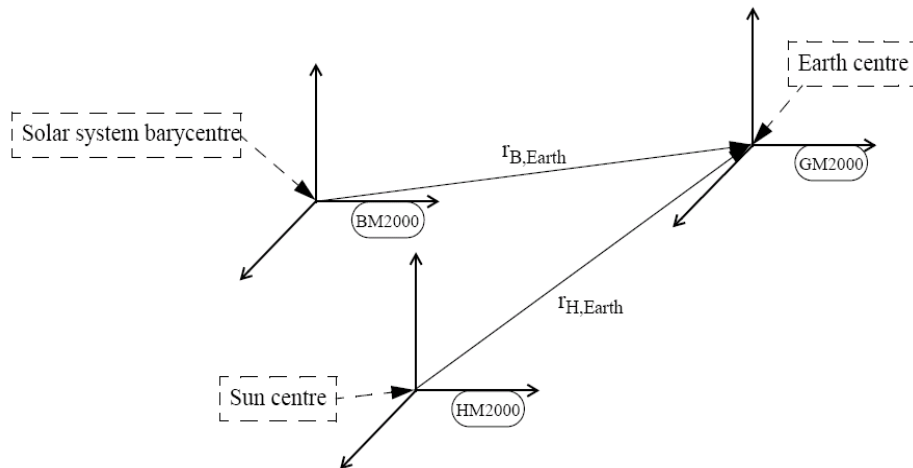 Earth centre
Solar system barycentre
r_B,Earth
GM2000
BM2000
r_H,Earth
Sun centre
HM2000